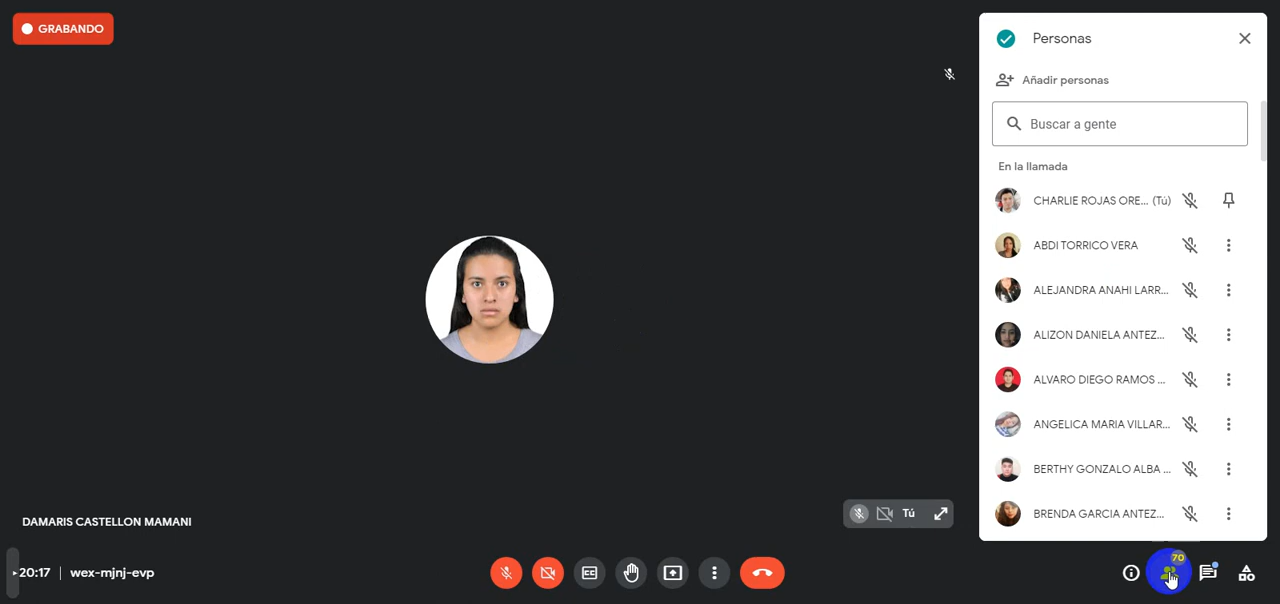 GRABANDO
Personas
Añadir personas
Buscar a gente
En la llamada
CHARLIE ROJAS ORE... (Tú)
ABDI TORRICO VERA
ALEJANDRA ANAHI LARR...
ALIZON DANIELA ANTEZ...
ALVARO DIEGO RAMOS ...
ANGELICA MARIA VILLAR...
BERTHY GONZALO ALBA ...
BRENDA GARCIA ANTEZ...
Tú
DAMARIS CASTELLON MAMANI
20:17 | wex-mjnj-evp
CC
70